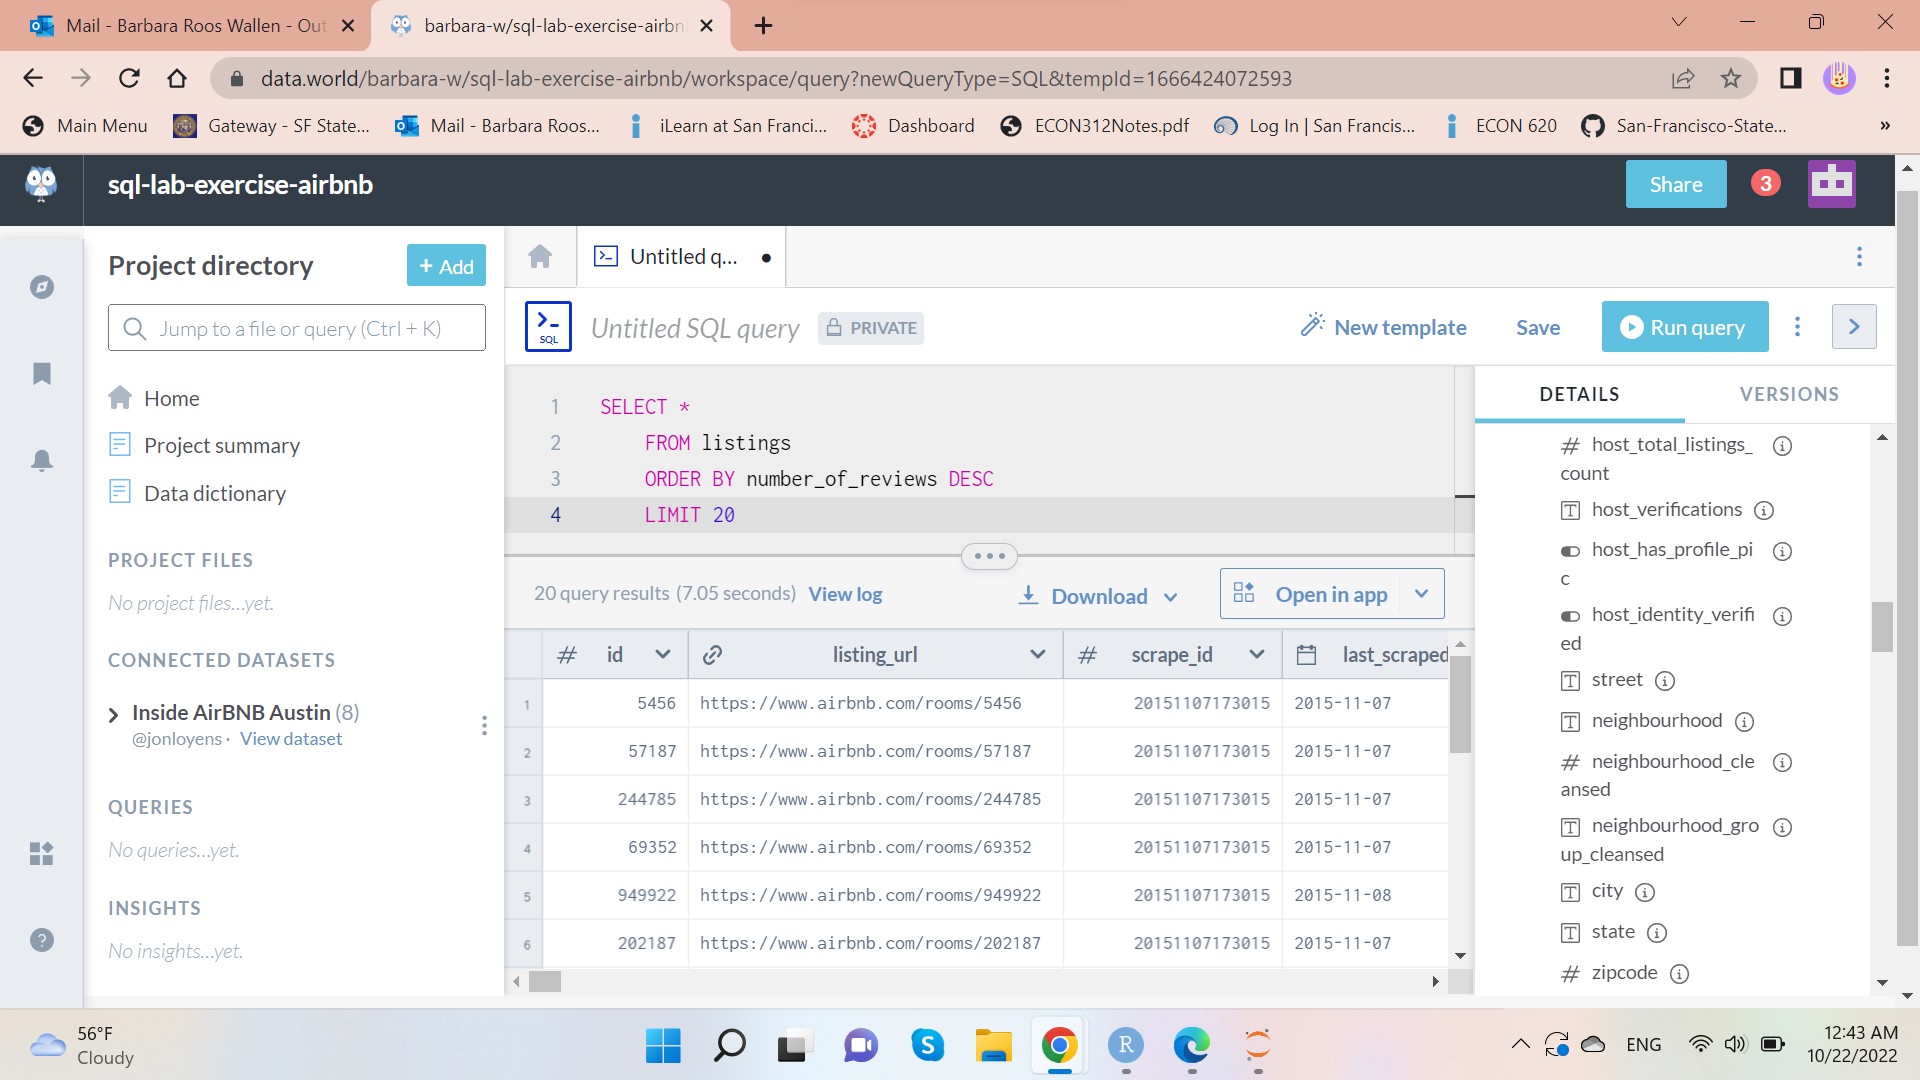 Mail - Barbara Roos Wallen - Out
barbara-w/sql-lab-exercise-airbn
data.world/barbara-w/sql-lab-exercise-airbnb/workspace/query?newQueryType=SQL&tempId=1666424072593
Main Menu
Gateway - SF State...
Mail - Barbara Roos...
iLearn at San Franci...
Dashboard
ECON312Notes.pdf
Log In | San Francis...
ECON 620
San-Francisco-State...
»
sql-lab-exercise-airbnb
Share
3
Project directory
+ Add
Jump to a file or query (Ctrl + K)
Home
Project summary
Data dictionary
PROJECT FILES
No project files...yet.
CONNECTED DATASETS
Inside AirBNB Austin (8)
@jonloyens · View dataset
QUERIES
No queries...yet.
INSIGHTS
No insights...yet.
Untitled q...
SQL
Untitled SQL query
PRIVATE
New template
Save
Run query
1 SELECT *
2 FROM listings
3 ORDER BY number_of_reviews DESC
4 LIMIT 20
20 query results (7.05 seconds) View log
Download
Open in app
# id listing_url # scrape_id last_scraped
1 5456 https://www.airbnb.com/rooms/5456 20151107173015 2015-11-07
2 57187 https://www.airbnb.com/rooms/57187 20151107173015 2015-11-07
3 244785 https://www.airbnb.com/rooms/244785 20151107173015 2015-11-07
4 69352 https://www.airbnb.com/rooms/69352 20151107173015 2015-11-07
5 949922 https://www.airbnb.com/rooms/949922 20151107173015 2015-11-08
6 202187 https://www.airbnb.com/rooms/202187 20151107173015 2015-11-07
DETAILS
VERSIONS
# host_total_listings_
count
T host_verifications
host_has_profile_pi
c
host_identity_verifi
ed
T street
T neighbourhood
# neighbourhood_cle
ansed
T neighbourhood_gro
up_cleansed
T city
T state
# zipcode
56°F
Cloudy
S
R
ENG
12:43 AM
10/22/2022